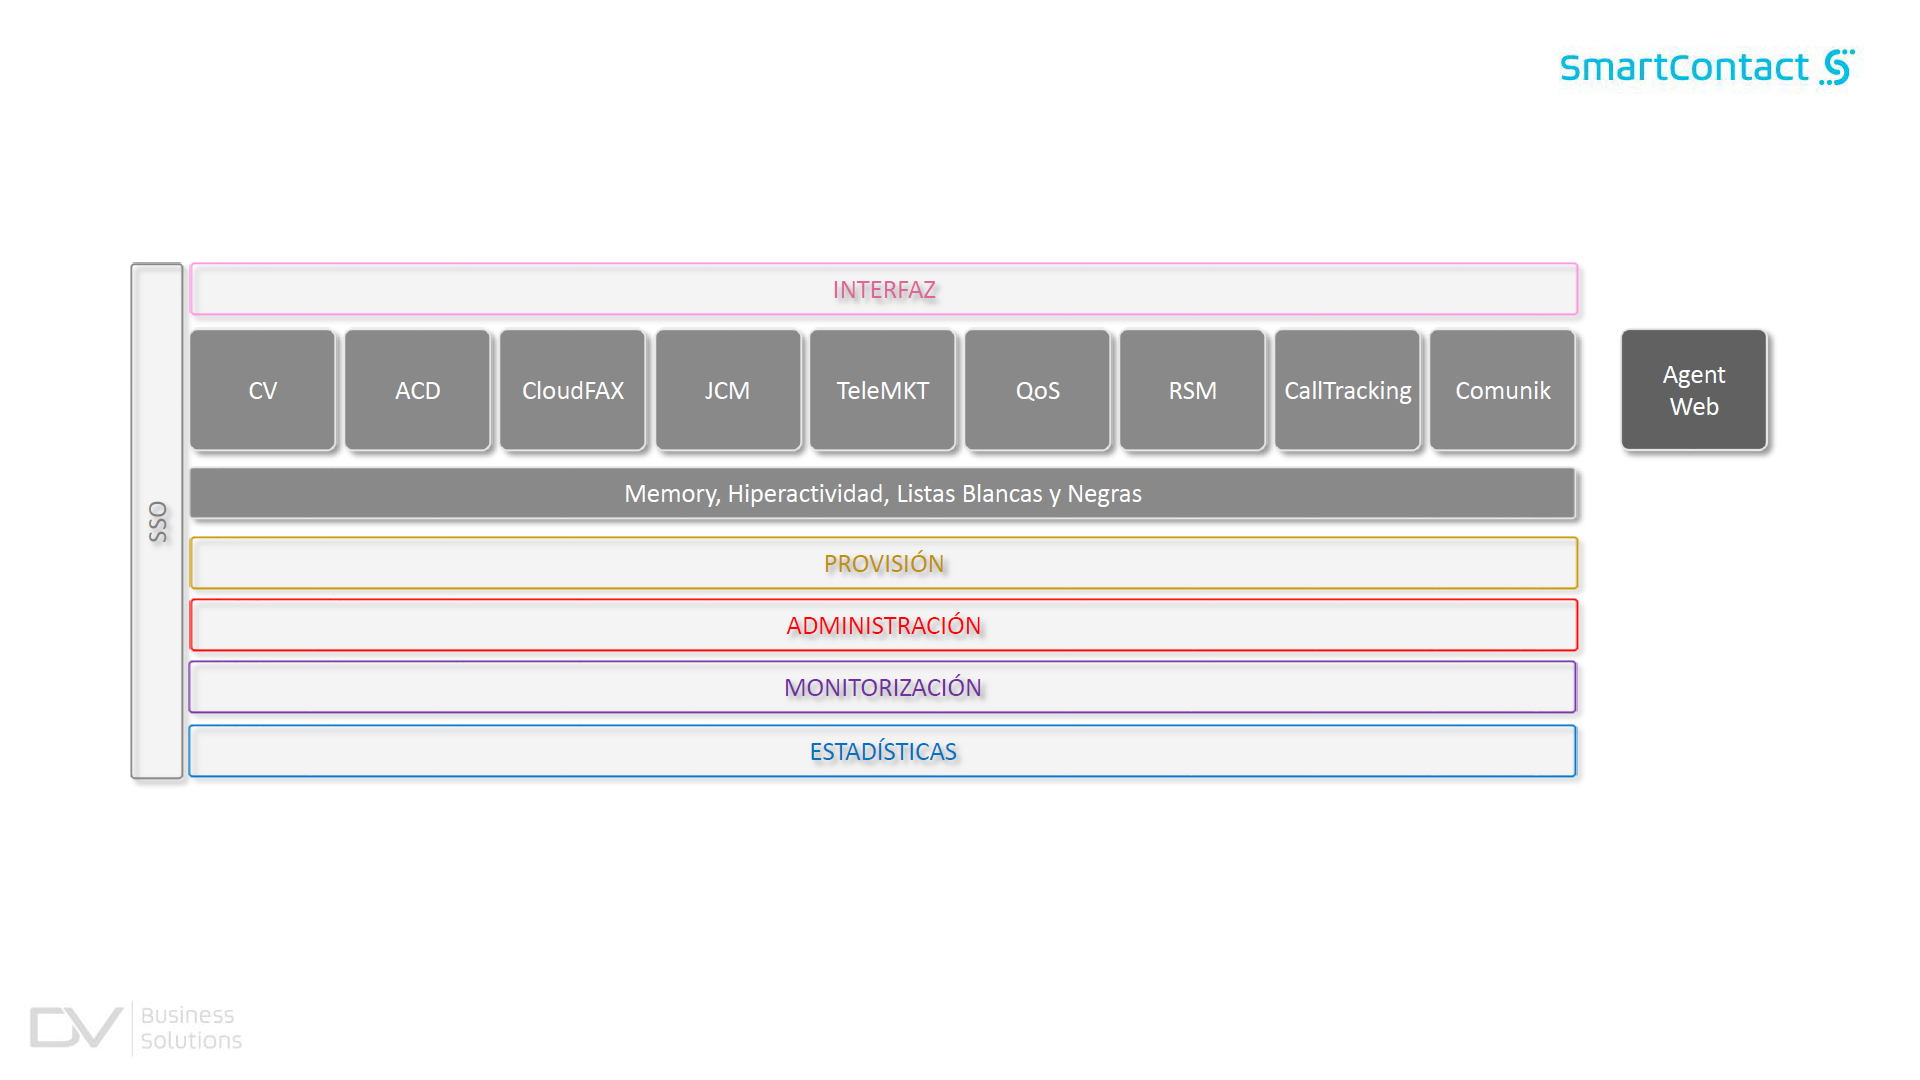 SmartContact
INTERFAZ
SSO
CV
ACD
CloudFAX
JCM
TeleMKT
QoS
RSM
CallTracking
Comunik
Agent
Web
Memory, Hiperactividad, Listas Blancas y Negras
PROVISIÓN
ADMINISTRACIÓN
MONITORIZACIÓN
ESTADÍSTICAS
DV
Business
Solutions